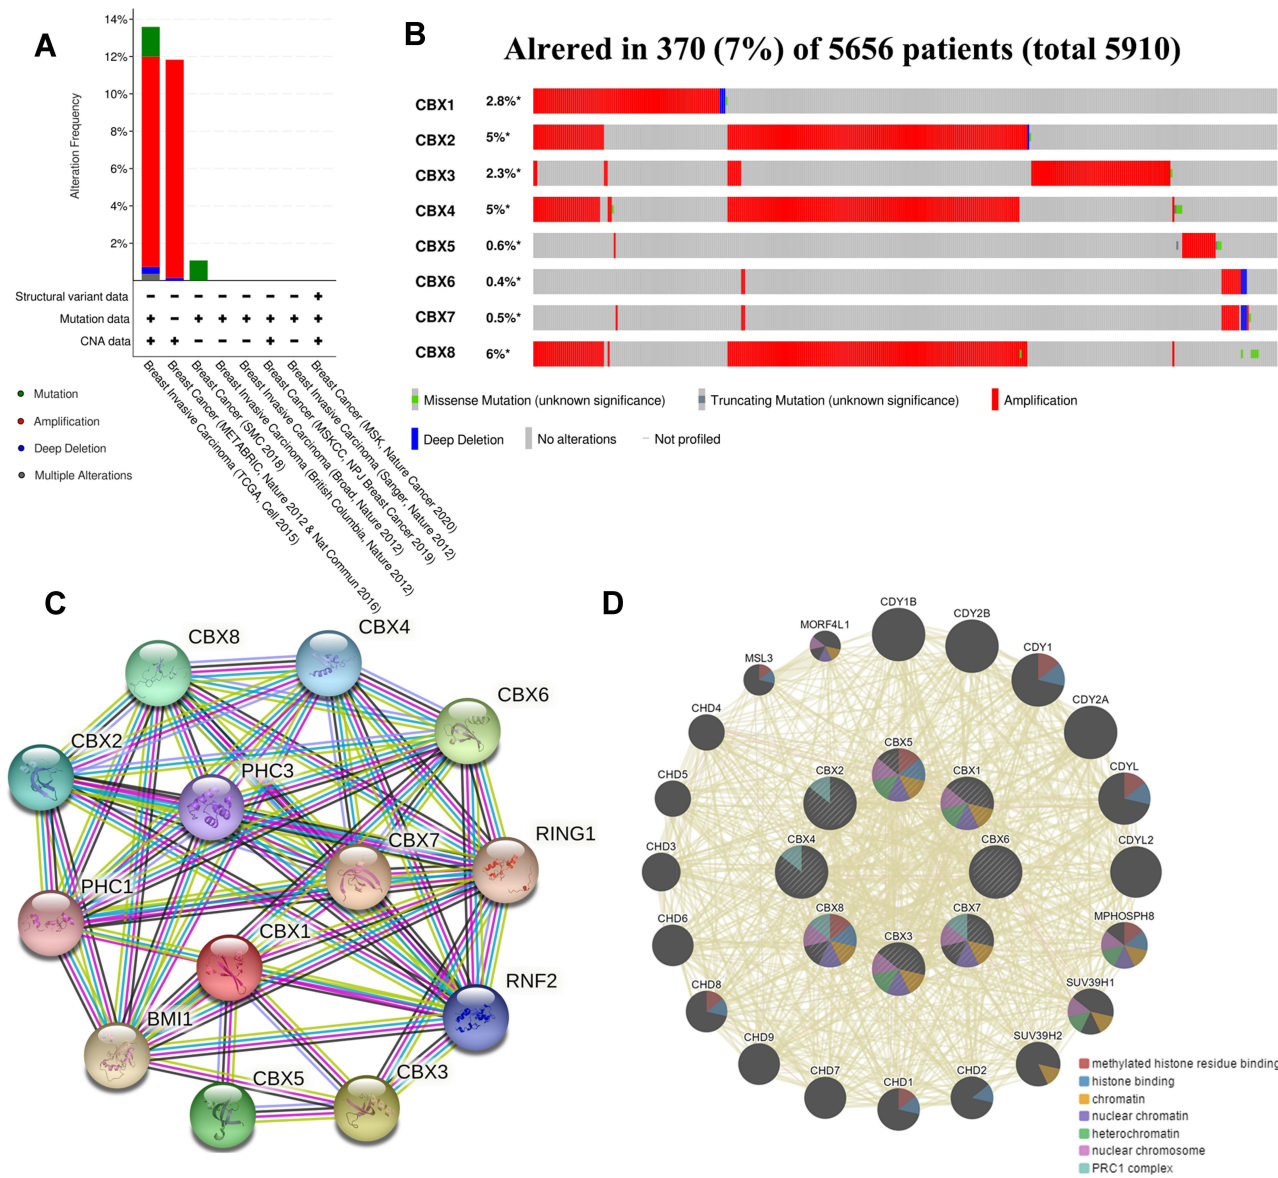 A
14%
12%
10%
8%
6%
4%
2%
Alteration Frequency
Structural variant data
Mutation data
CNA data
Mutation
Amplification
Deep Deletion
Multiple Alterations
Breast Invasive Carcinoma (TCGA, Cell 2015)
Breast Cancer (METABRIC, Nature 2012 & Nat Commun 2016)
Breast Cancer (SMC 2018)
Breast Invasive Carcinoma (British Columbia, Nature 2012)
Breast Invasive Carcinoma (Broad, Nature 2012)
Breast Cancer (MSKCC, NPJ Breast Cancer 2019)
Breast Invasive Carcinoma (Sanger, Nature 2012)
Breast Cancer (MSK, Nature Cancer 2020)
B
Alrered in 370 (7%) of 5656 patients (total 5910)
CBX1 2.8%*
CBX2 5%*
CBX3 2.3%*
CBX4 5%*
CBX5 0.6%*
CBX6 0.4%*
CBX7 0.5%*
CBX8 6%*
Missense Mutation (unknown significance) Truncating Mutation (unknown significance) Amplification
Deep Deletion No alterations Not profiled
C
CBX8
CBX4
CBX6
CBX2
PHC3
CBX7
RING1
PHC1
CBX1
RNF2
BMI1
CBX5
CBX3
D
CDY1B
CDY2B
MORF4L1
CDY1
MSL3
CDY2A
CHD4
CDYL
CHD5
CBX5
CBX2
CBX1
CHD3
CBX4
CBX6
CDYL2
CHD6
CBX8
CBX7
MPHOSPH8
CBX3
CHD8
SUV39H1
CHD9
SUV39H2
CHD7
CHD1
CHD2
methylated histone residue binding
histone binding
chromatin
nuclear chromatin
heterochromatin
nuclear chromosome
PRC1 complex